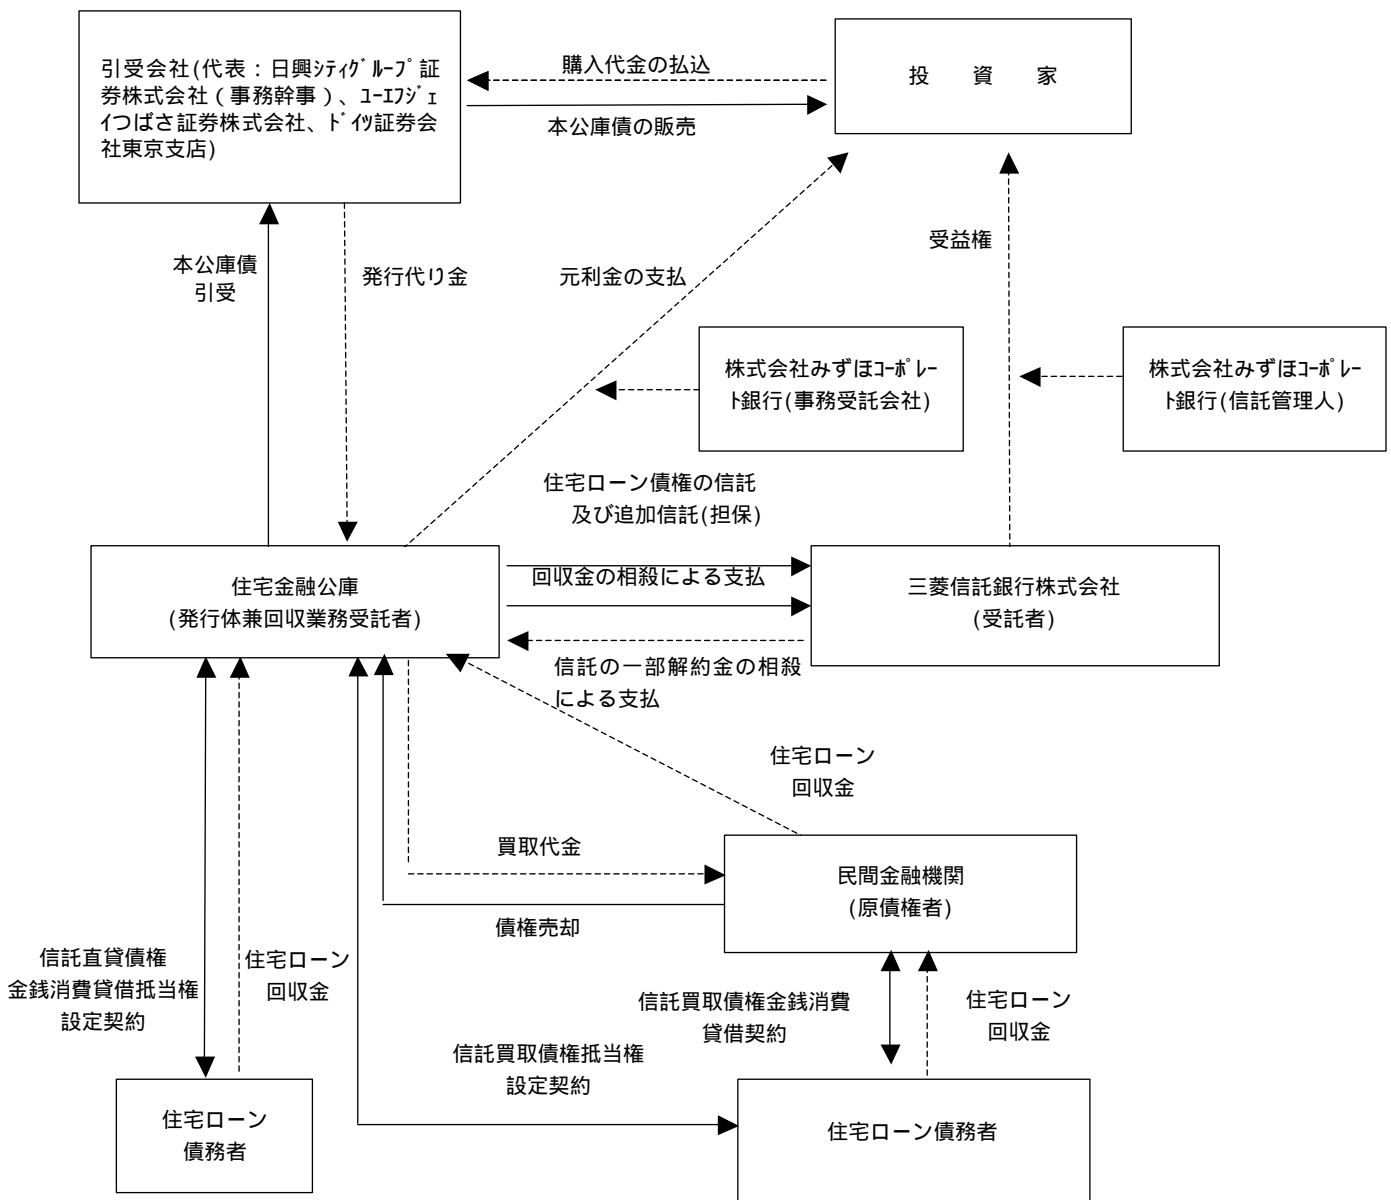 引受会社(代表:日興ｼﾃｨｸﾞﾙｰﾌﾟ証
券株式会社(事務幹事)、ﾕｰｴﾌｼﾞｪ
ｲつばさ証券株式会社、ﾄﾞｲﾂ証券会
社東京支店)
購入代金の払込
本公庫債の販売
投 資 家
本公庫債
引受
発行代り金
元利金の支払
受益権
株式会社みずほｺｰﾎﾟﾚｰ
ﾄ銀行(事務受託会社)
株式会社みずほｺｰﾎﾟﾚｰ
ﾄ銀行(信託管理人)
住宅ローン債権の信託
及び追加信託(担保)
住宅金融公庫
(発行体兼回収業務受託者)
回収金の相殺による支払
三菱信託銀行株式会社
(受託者)
信託の一部解約金の相殺
による支払
住宅ローン
回収金
買取代金
民間金融機関
(原債権者)
債権売却
信託直貸債権
金銭消費貸借抵当権
設定契約
住宅ローン
回収金
信託買取債権金銭消費
貸借契約
住宅ローン
回収金
信託買取債権抵当権
設定契約
住宅ローン
債務者
住宅ローン債務者